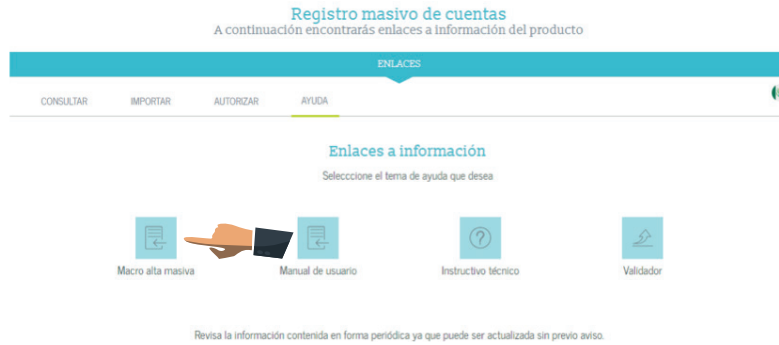 Registro masivo de cuentas
A continuación encontrarás enlaces a información del producto
ENLACES
CONSULTAR IMPORTAR AUTORIZAR AYUDA
Enlaces a información
Selecccione el tema de ayuda que desea
Macro alta masiva Manual de usuario Instructivo técnico Validador
Revisa la información contenida en forma periódica ya que puede ser actualizada sin previo aviso.